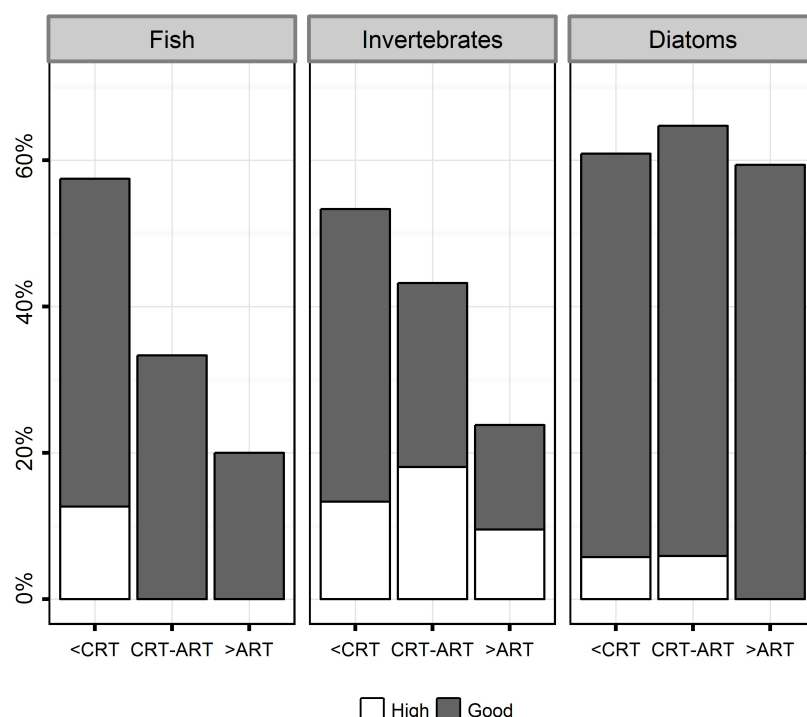 Fish Invertebrates Diatoms
60%
40%
20%
0%
<CRT CRT-ART >ART <CRT CRT-ART >ART <CRT CRT-ART >ART
High Good